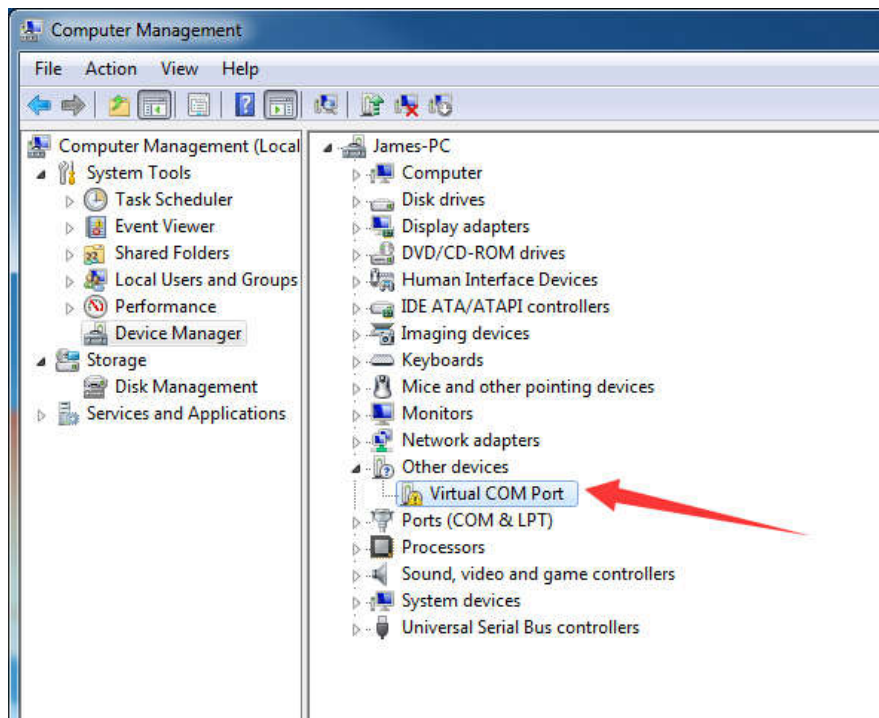 Computer Management
File Action View Help
Computer Management (Local
System Tools
Task Scheduler
Event Viewer
Shared Folders
Local Users and Groups
Performance
Device Manager
Storage
Disk Management
Services and Applications
James-PC
Computer
Disk drives
Display adapters
DVD/CD-ROM drives
Human Interface Devices
IDE ATA/ATAPI controllers
Imaging devices
Keyboards
Mice and other pointing devices
Monitors
Network adapters
Other devices
Virtual COM Port
Ports (COM & LPT)
Processors
Sound, video and game controllers
System devices
Universal Serial Bus controllers